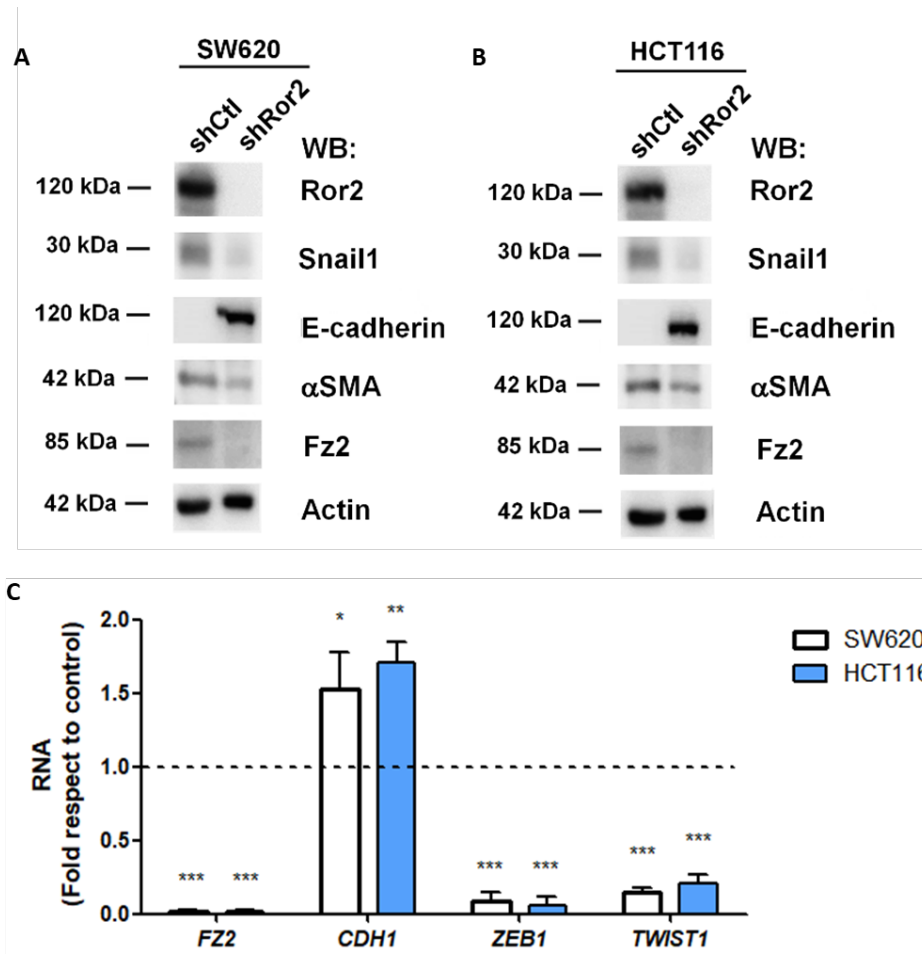 A
SW620
shCtl
shRor2
WB:
120 kDa
Ror2
30 kDa
Snail1
120 kDa
E-cadherin
42 kDa
αSMA
85 kDa
Fz2
42 kDa
Actin
B
HCT116
shCtl
shRor2
WB:
120 kDa
Ror2
30 kDa
Snail1
120 kDa
E-cadherin
42 kDa
αSMA
85 kDa
Fz2
42 kDa
Actin
C
RNA
(Fold respect to control)
2.0
1.5
1.0
0.5
0.0
* **
*** *** *** *** *** ***
FZ2 CDH1 ZEB1 TWIST1
SW620
HCT116